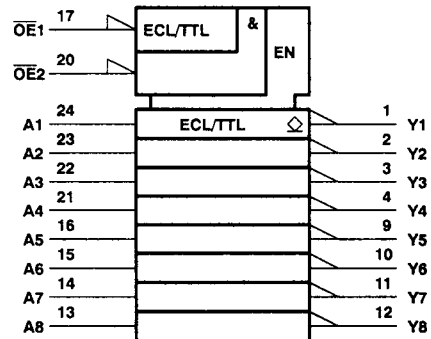 17
O̅E̅1 ECL/TTL & EN
20
O̅E̅2
24 1
A1 ECL/TTL Y1
23 2
A2 Y2
22 3
A3 Y3
21 4
A4 Y4
16 9
A5 Y5
15 10
A6 Y6
14 11
A7 Y7
13 12
A8 Y8